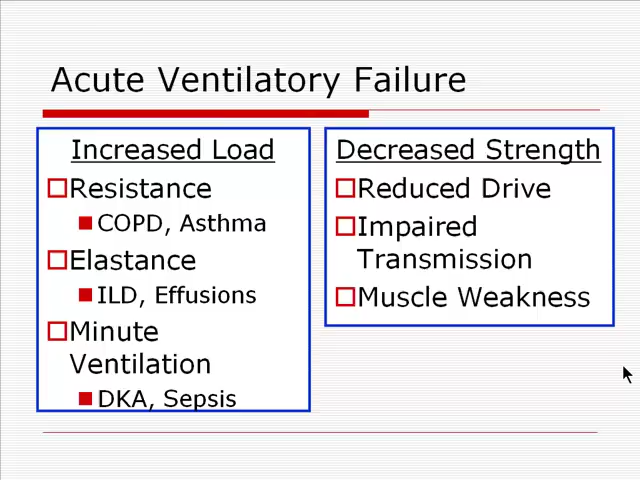 Acute Ventilatory Failure
Increased Load
Resistance
COPD, Asthma
Elastance
ILD, Effusions
Minute
Ventilation
DKA, Sepsis
Decreased Strength
Reduced Drive
Impaired
Transmission
Muscle Weakness